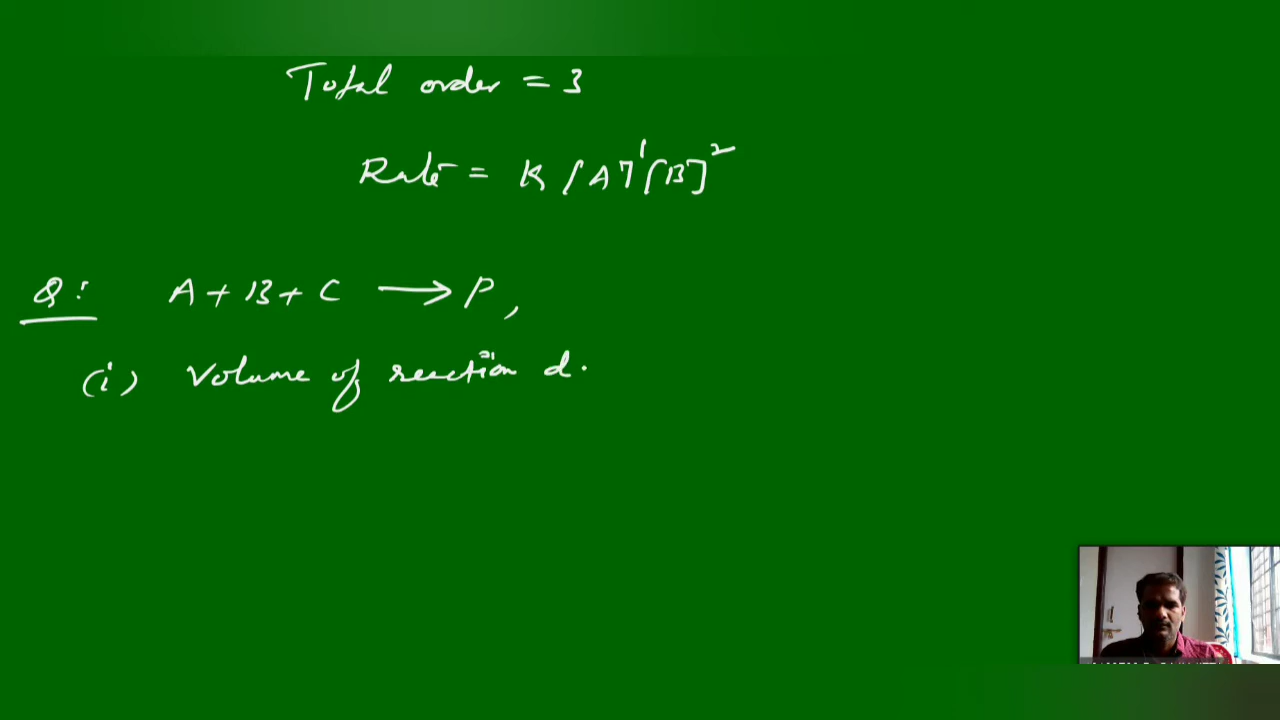 Total order = 3
Rate = K [A]¹[B]²
Q: A + B + C ⟶ P,
(i) Volume of reaction d.